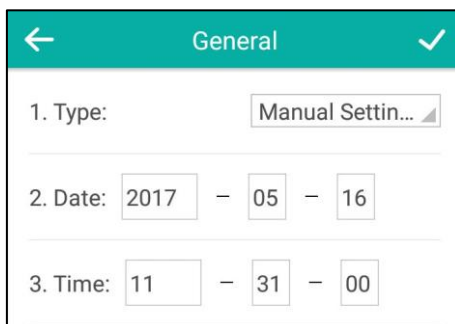 General
1. Type: Manual Settin...
2. Date: 2017 – 05 – 16
3. Time: 11 – 31 – 00